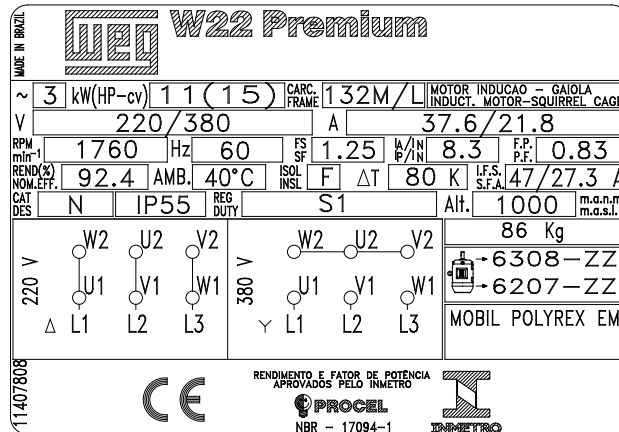 MADE IN BRAZIL
WEG W22 Premium
~ 3 kW(HP-cv) 11(15) CARC. FRAME 132M/L MOTOR INDUCAO - GAIOLA
INDUCT. MOTOR-SQUIRREL CAGE
V 220/380 A 37.6/21.8
RPM min-1 1760 Hz 60 FS SF 1.25 IA/IN IP/IN 8.3 F.P. P.F. 0.83
REND(%) NOM.EFF. 92.4 AMB. 40°C ISOL INSL F ΔT 80 K I.F.S. S.F.A. 47/27.3 A
CAT DES N IP55 REG DUTY S1 Alt. 1000 m.a.n.m m.a.s.l.
86 Kg
220 V
W2 U2 V2
U1 V1 W1
Δ L1 L2 L3
380 V
W2 U2 V2
U1 V1 W1
Y L1 L2 L3
6308-ZZ
6207-ZZ
MOBIL POLYREX EM
11407808
CE
RENDIMENTO E FATOR DE POTÊNCIA
APROVADOS PELO INMETRO
PROCEL
NBR - 17094-1
INMETRO